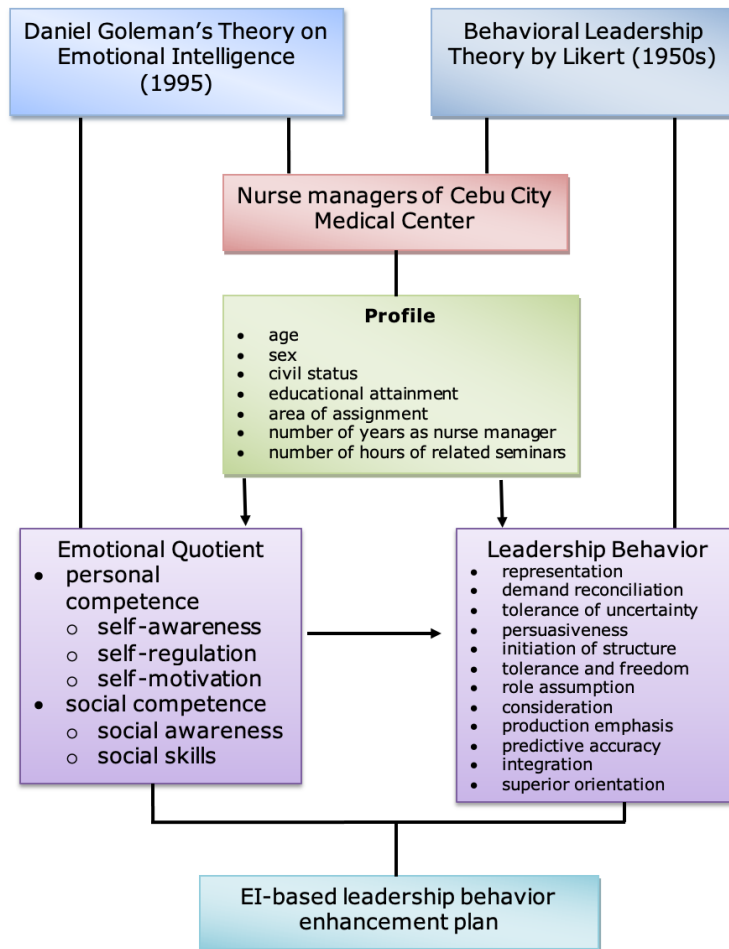 Daniel Goleman’s Theory on
Emotional Intelligence
(1995)
Behavioral Leadership
Theory by Likert (1950s)
Nurse managers of Cebu City
Medical Center
Profile
• age
• sex
• civil status
• educational attainment
• area of assignment
• number of years as nurse manager
• number of hours of related seminars
Emotional Quotient
• personal
competence
o self-awareness
o self-regulation
o self-motivation
• social competence
o social awareness
o social skills
Leadership Behavior
• representation
• demand reconciliation
• tolerance of uncertainty
• persuasiveness
• initiation of structure
• tolerance and freedom
• role assumption
• consideration
• production emphasis
• predictive accuracy
• integration
• superior orientation
EI-based leadership behavior
enhancement plan